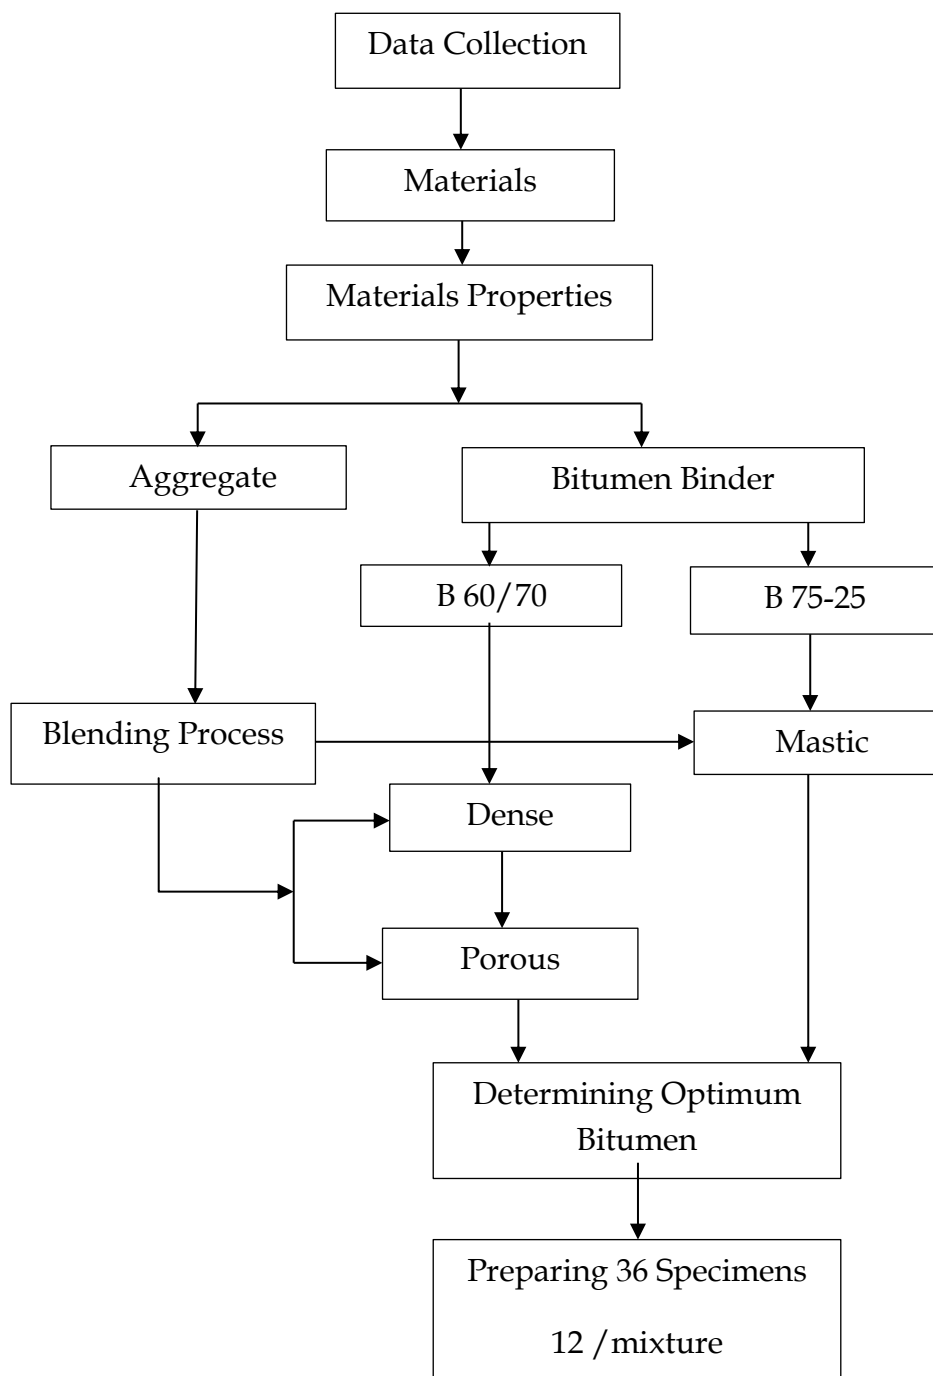 Data Collection
Materials
Materials Properties
Aggregate
Bitumen Binder
B 60/70
B 75-25
Blending Process
Mastic
Dense
Porous
Determining Optimum
Bitumen
Preparing 36 Specimens
12 /mixture